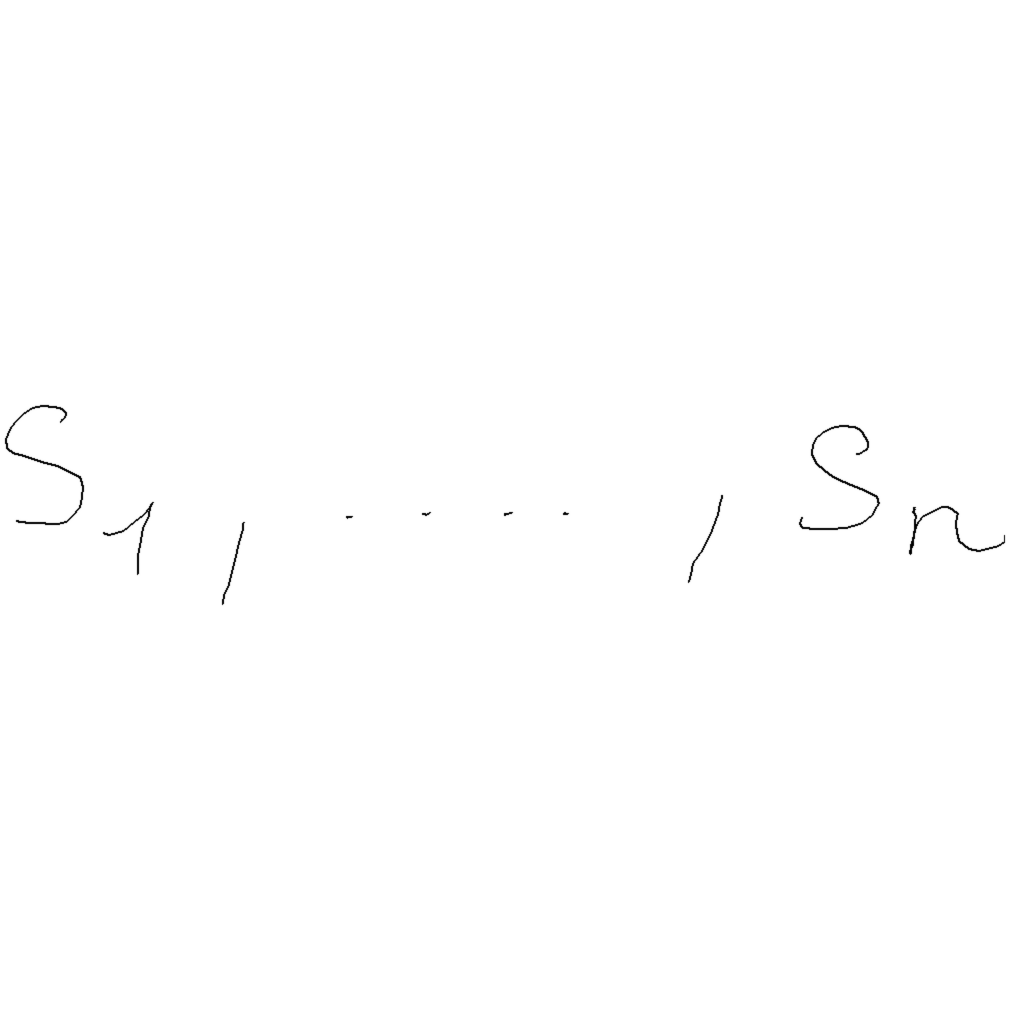 S₁, . . . . , Sₙ